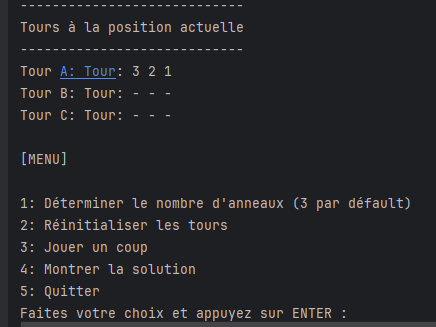 ----------------------------
Tours à la position actuelle
----------------------------
Tour A: Tour: 3 2 1
Tour B: Tour: - - -
Tour C: Tour: - - -
[MENU]
1: Déterminer le nombre d'anneaux (3 par défault)
2: Réinitialiser les tours
3: Jouer un coup
4: Montrer la solution
5: Quitter
Faites votre choix et appuyez sur ENTER :